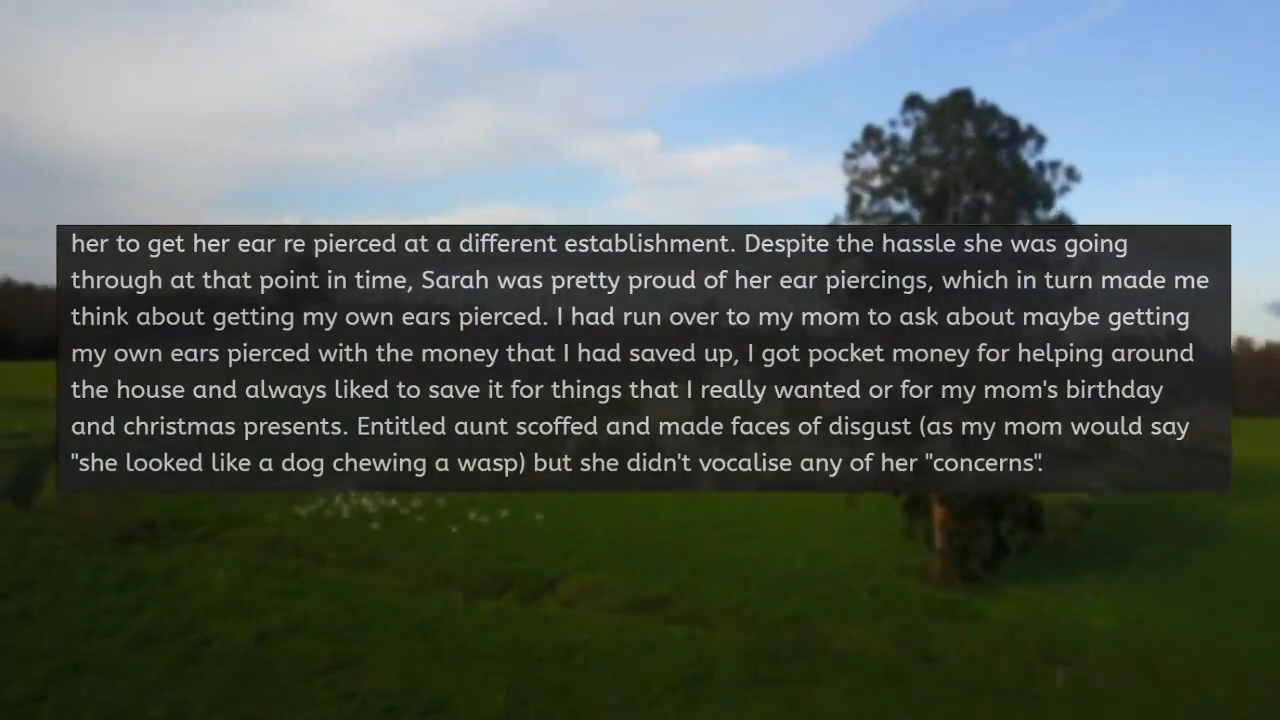 her to get her ear re pierced at a different establishment. Despite the hassle she was going
through at that point in time, Sarah was pretty proud of her ear piercings, which in turn made me
think about getting my own ears pierced. I had run over to my mom to ask about maybe getting
my own ears pierced with the money that I had saved up, I got pocket money for helping around
the house and always liked to save it for things that I really wanted or for my mom's birthday
and christmas presents. Entitled aunt scoffed and made faces of disgust (as my mom would say
"she looked like a dog chewing a wasp) but she didn't vocalise any of her "concerns".